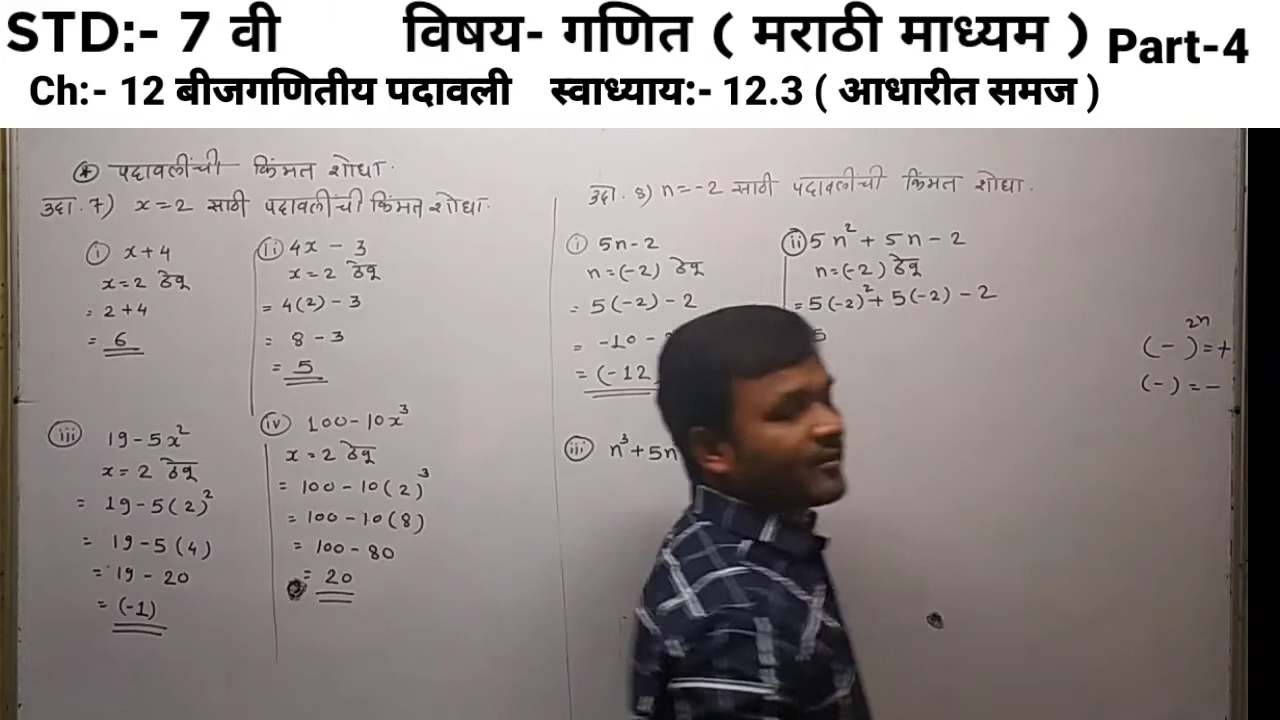 STD:- 7 वी विषय- गणित ( मराठी माध्यम ) Part-4
Ch:- 12 बीजगणितीय पदावली स्वाध्याय:- 12.3 ( आधारीत समज )
* पदावलींची किंमत शोधा.
उदा. 7) x = 2 साठी पदावलींची किंमत शोधा.
i x + 4
x = 2 ठेवू
= 2 + 4
= 6
ii 4x - 3
x = 2 ठेवू
= 4(2) - 3
= 8 - 3
= 5
iii 19 - 5x²
x = 2 ठेवू
= 19 - 5(2)²
= 19 - 5(4)
= 19 - 20
= (-1)
iv 100 - 10x³
x = 2 ठेवू
= 100 - 10(2)³
= 100 - 10(8)
= 100 - 80
= 20
उदा. 8) n = -2 साठी पदावलींची किंमत शोधा.
i 5n - 2
n = (-2) ठेवू
= 5(-2) - 2
= -10 -
= (-12
ii 5n² + 5n - 2
n = (-2) ठेवू
= 5(-2)² + 5(-2) - 2
iii n³ + 5n
(- )²ⁿ = +
(-) = -